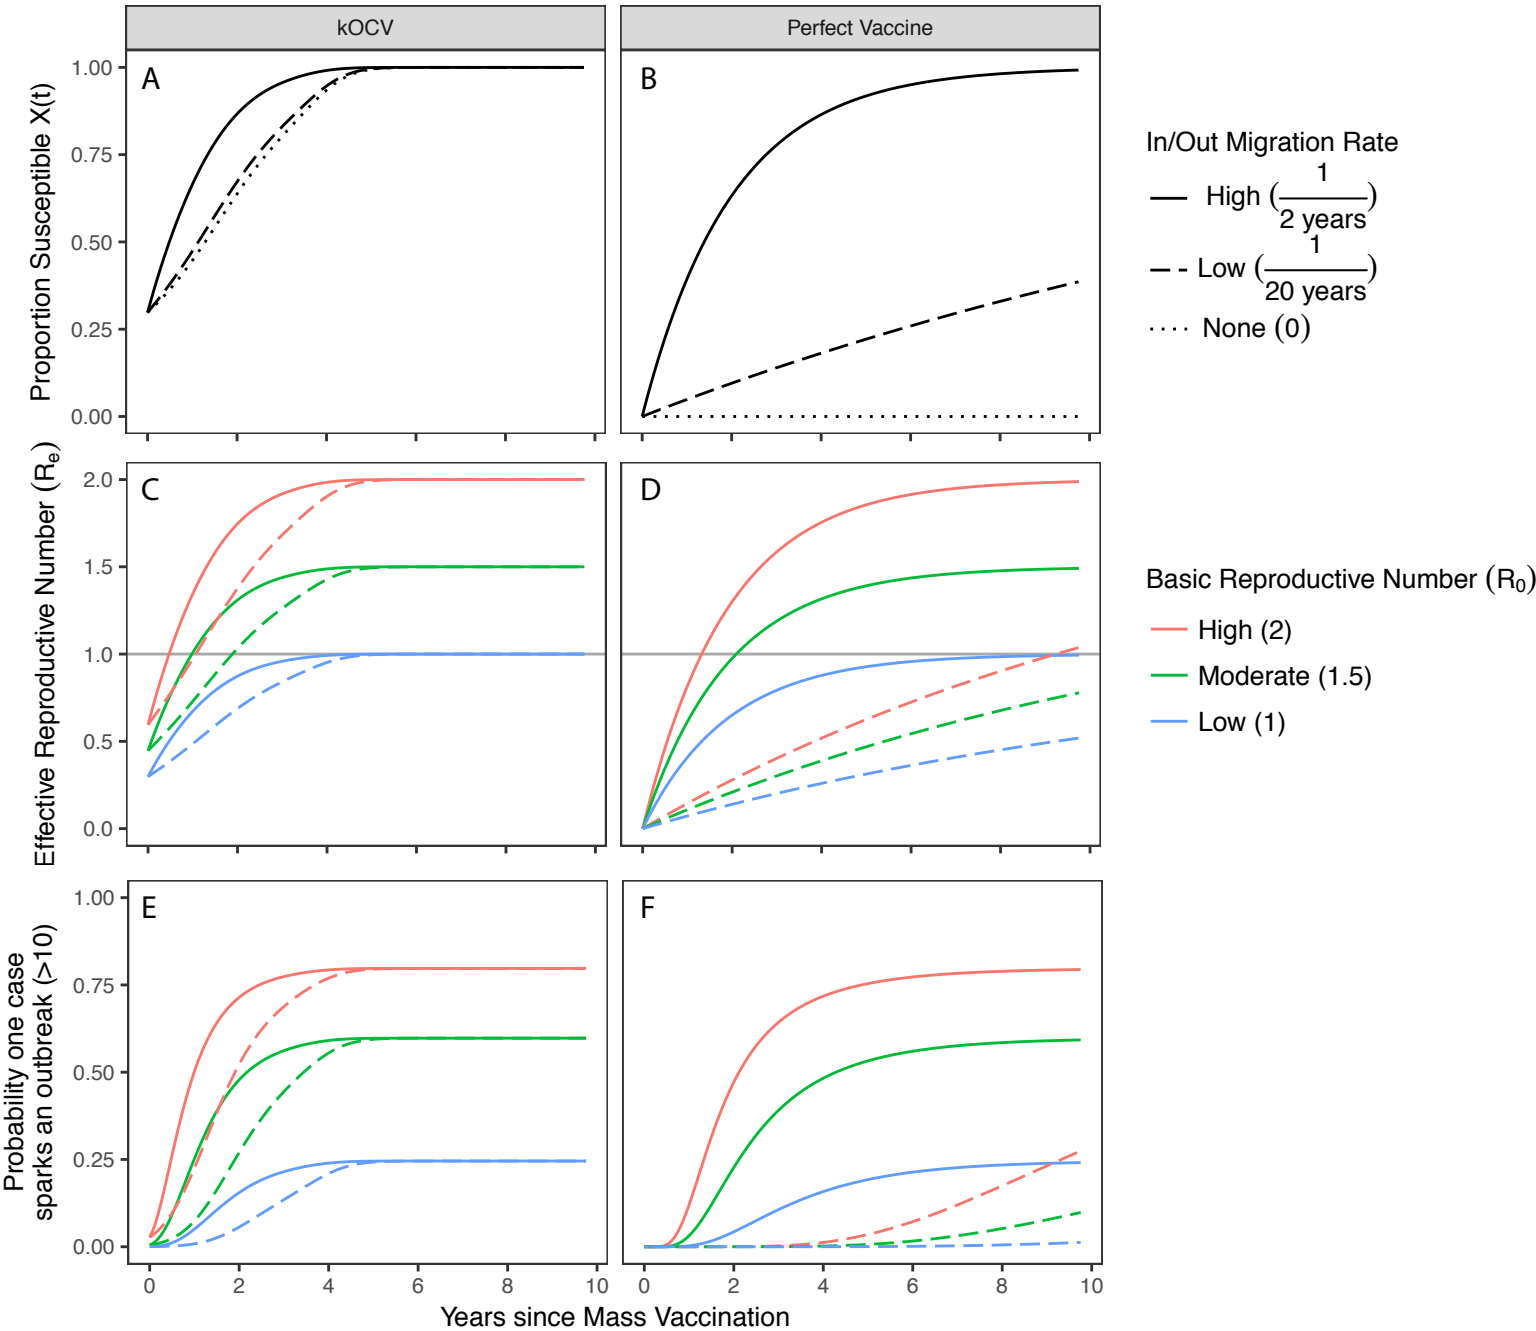 kOCV
Perfect Vaccine
A
B
Proportion Susceptible X(t)
1.00
0.75
0.50
0.25
0.00
In/Out Migration Rate
High (1/2 years)
Low (1/20 years)
None (0)
C
D
Effective Reproductive Number (Re)
2.0
1.5
1.0
0.5
0.0
Basic Reproductive Number (R0)
High (2)
Moderate (1.5)
Low (1)
E
F
Probability one case
sparks an outbreak (>10)
1.00
0.75
0.50
0.25
0.00
0 2 4 6 8 10
0 2 4 6 8 10
Years since Mass Vaccination